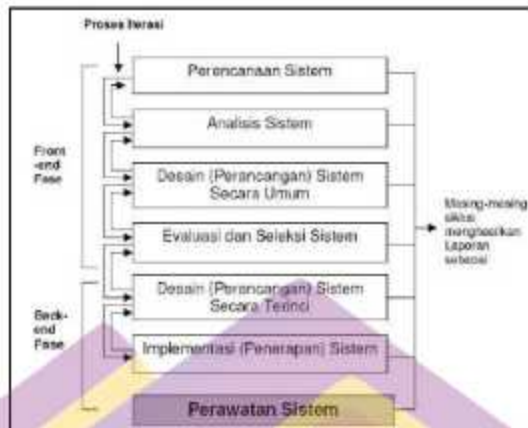 Proses Iterasi
Perencanaan Sistem
Analisis Sistem
Front
-end
Fase
Desain (Perancangan) Sistem
Secara Umum
Evaluasi dan Seleksi Sistem
Masing-masing
siklus
menghasilkan
Laporan
Desain (Perancangan) Sistem
Secara Terinci
Back-
end
Fase
Implementasi (Penerapan) Sistem
Perawatan Sistem